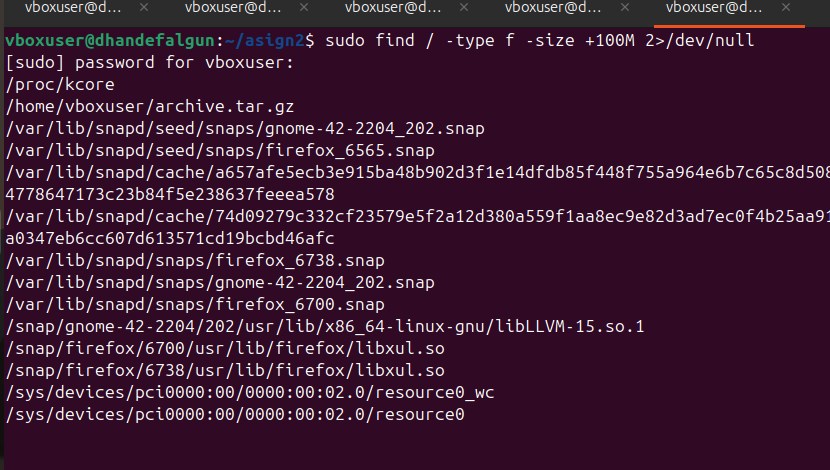 vboxuser@d... × vboxuser@d... × vboxuser@d... × vboxuser@d... × vboxuser@d... ×
vboxuser@dhandefalgun:~/asign2$ sudo find / -type f -size +100M 2>/dev/null
[sudo] password for vboxuser:
/proc/kcore
/home/vboxuser/archive.tar.gz
/var/lib/snapd/seed/snaps/gnome-42-2204_202.snap
/var/lib/snapd/seed/snaps/firefox_6565.snap
/var/lib/snapd/cache/a657afe5ecb3e915ba48b902d3f1e14dfdb85f448f755a964e6b7c65c8d508
4778647173c23b84f5e238637feeea578
/var/lib/snapd/cache/74d09279c332cf23579e5f2a12d380a559f1aa8ec9e82d3ad7ec0f4b25aa91
a0347eb6cc607d613571cd19bcbd46afc
/var/lib/snapd/snaps/firefox_6738.snap
/var/lib/snapd/snaps/gnome-42-2204_202.snap
/var/lib/snapd/snaps/firefox_6700.snap
/snap/gnome-42-2204/202/usr/lib/x86_64-linux-gnu/libLLVM-15.so.1
/snap/firefox/6700/usr/lib/firefox/libxul.so
/snap/firefox/6738/usr/lib/firefox/libxul.so
/sys/devices/pci0000:00/0000:00:02.0/resource0_wc
/sys/devices/pci0000:00/0000:00:02.0/resource0